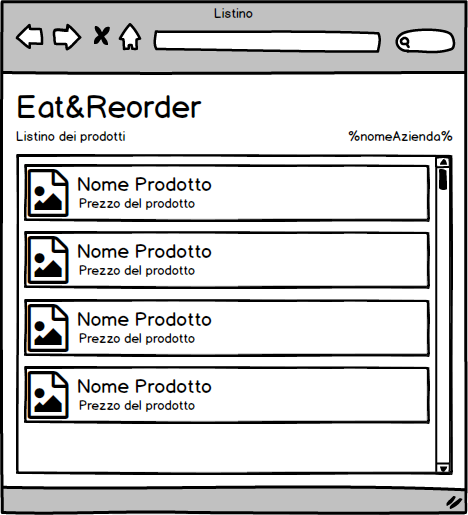 Listino
Eat&Reorder
Listino dei prodotti
%nomeAzienda%
Nome Prodotto
Prezzo del prodotto
Nome Prodotto
Prezzo del prodotto
Nome Prodotto
Prezzo del prodotto
Nome Prodotto
Prezzo del prodotto